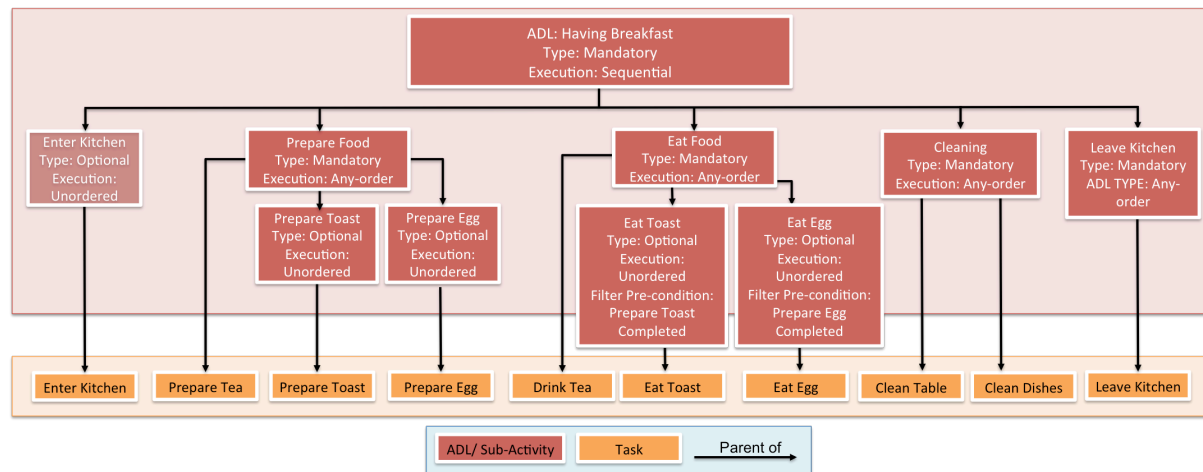 ADL: Having Breakfast
Type: Mandatory
Execution: Sequential
Enter Kitchen
Type: Optional
Execution:
Unordered
Prepare Food
Type: Mandatory
Execution: Any-order
Eat Food
Type: Mandatory
Execution: Any-order
Cleaning
Type: Mandatory
Execution: Any-order
Leave Kitchen
Type: Mandatory
ADL TYPE: Any-
order
Prepare Toast
Type: Optional
Execution:
Unordered
Prepare Egg
Type: Optional
Execution:
Unordered
Eat Toast
Type: Optional
Execution:
Unordered
Filter Pre-condition:
Prepare Toast
Completed
Eat Egg
Type: Optional
Execution:
Unordered
Filter Pre-condition:
Prepare Egg
Completed
Enter Kitchen
Prepare Tea
Prepare Toast
Prepare Egg
Drink Tea
Eat Toast
Eat Egg
Clean Table
Clean Dishes
Leave Kitchen
ADL/ Sub-Activity
Task
Parent of